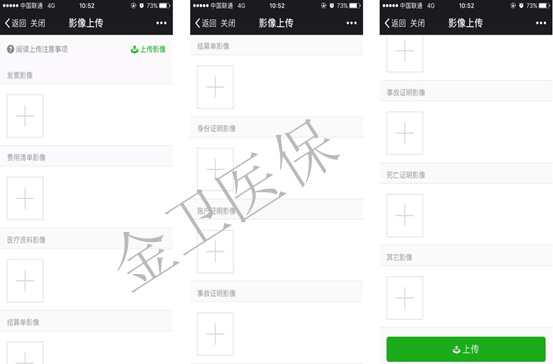 中国联通 4G 10:52 73%
返回 关闭 影像上传
阅读上传注意事项 上传影像
发票影像
费用清单影像
医疗资料影像
结算单影像
中国联通 4G 10:52 73%
返回 关闭 影像上传
结算单影像
身份证明影像
账户证明影像
事故证明影像
中国联通 4G 10:52 73%
返回 关闭 影像上传
事故证明影像
死亡证明影像
其它影像
上传
金卫医保